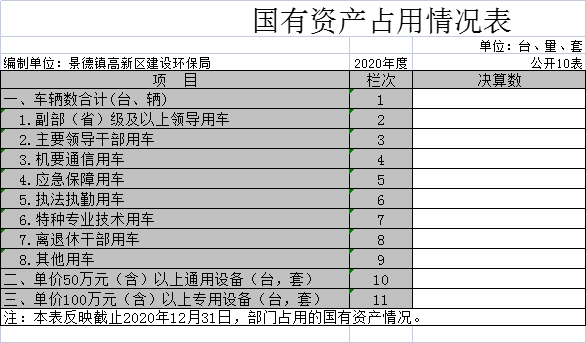 国有资产占用情况表
单位：台、量、套
编制单位：景德镇高新区建设环保局 2020年度 公开10表
项 目 栏次 决算数
一、车辆数合计(台、辆) 1
1.副部（省）级及以上领导用车 2
2.主要领导干部用车 3
3.机要通信用车 4
4.应急保障用车 5
5.执法执勤用车 6
6.特种专业技术用车 7
7.离退休干部用车 8
8.其他用车 9
二、单价50万元（含）以上通用设备（台，套） 10
三、单价100万元（含）以上专用设备（台，套） 11
注：本表反映截止2020年12月31日，部门占用的国有资产情况。